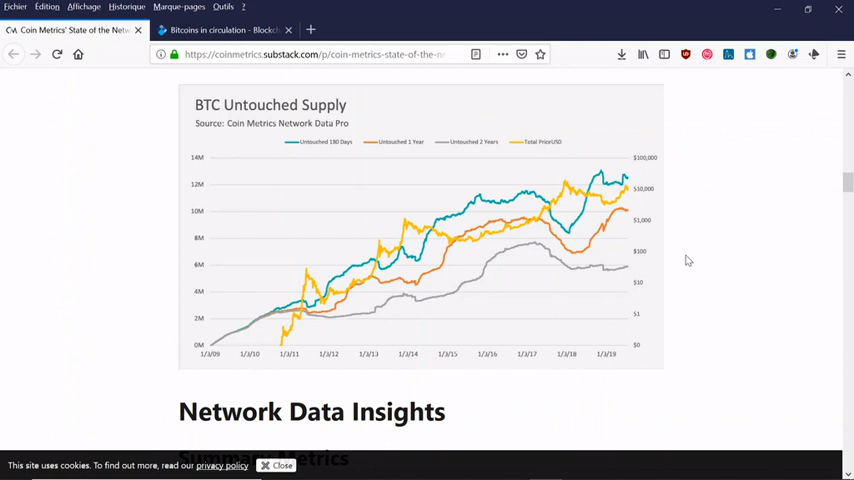 Fichier Édition Affichage Historique Marque-pages Outils ?
Coin Metrics' State of the Netw
Bitcoins in circulation - Blockch
https://coinmetrics.substack.com/p/coin-metrics-state-of-the-ne
BTC Untouched Supply
Source: Coin Metrics Network Data Pro
Untouched 180 Days Untouched 1 Year Untouched 2 Years Total PriceUSD
14M $100,000
12M $10,000
10M $1,000
8M $100
6M $10
4M $1
2M
0M $0
1/3/09 1/3/10 1/3/11 1/3/12 1/3/13 1/3/14 1/3/15 1/3/16 1/3/17 1/3/18 1/3/19
Network Data Insights
Summary Metrics
This site uses cookies. To find out more, read our privacy policy Close